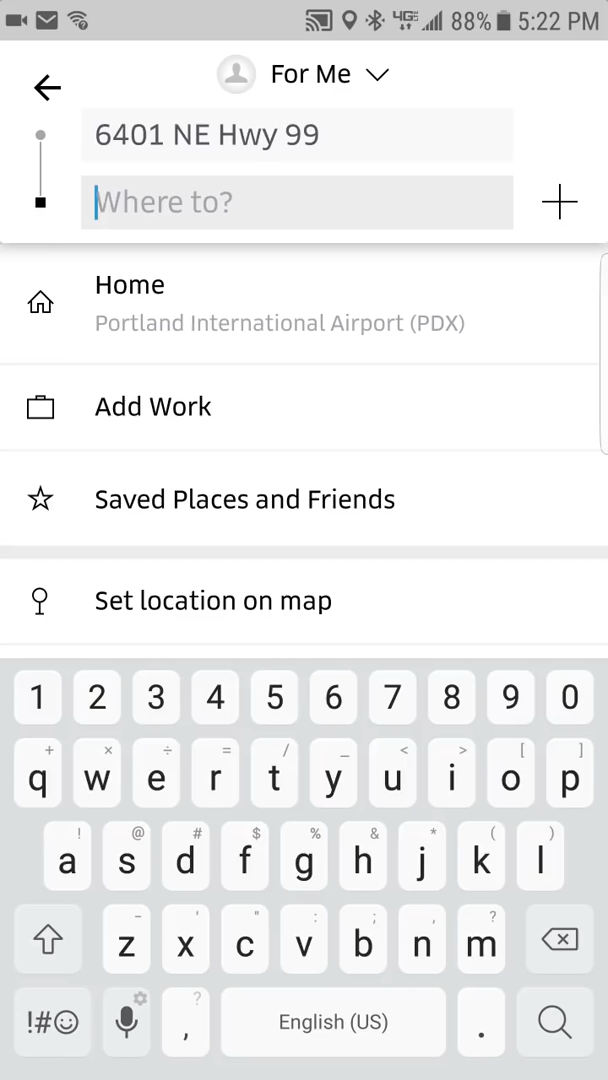 4G 88% 5:22 PM
For Me
6401 NE Hwy 99
Where to?
Home
Portland International Airport (PDX)
Add Work
Saved Places and Friends
Set location on map
1 2 3 4 5 6 7 8 9 0
+ × ÷ = / _ < > [ ]
q w e r t y u i o p
! @ # $ % & * ( )
a s d f g h j k l
- ' " : ; , ?
z x c v b n m
?
!#☺ , English (US) .